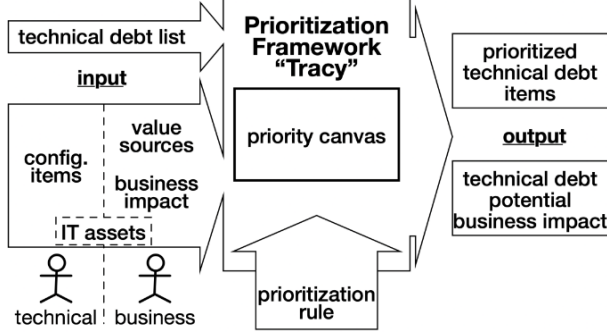 technical debt list
input
config.
items
value
sources
business
impact
IT assets
technical
business
Prioritization
Framework
“Tracy”
priority canvas
prioritization
rule
prioritized
technical debt
items
output
technical debt
potential
business impact